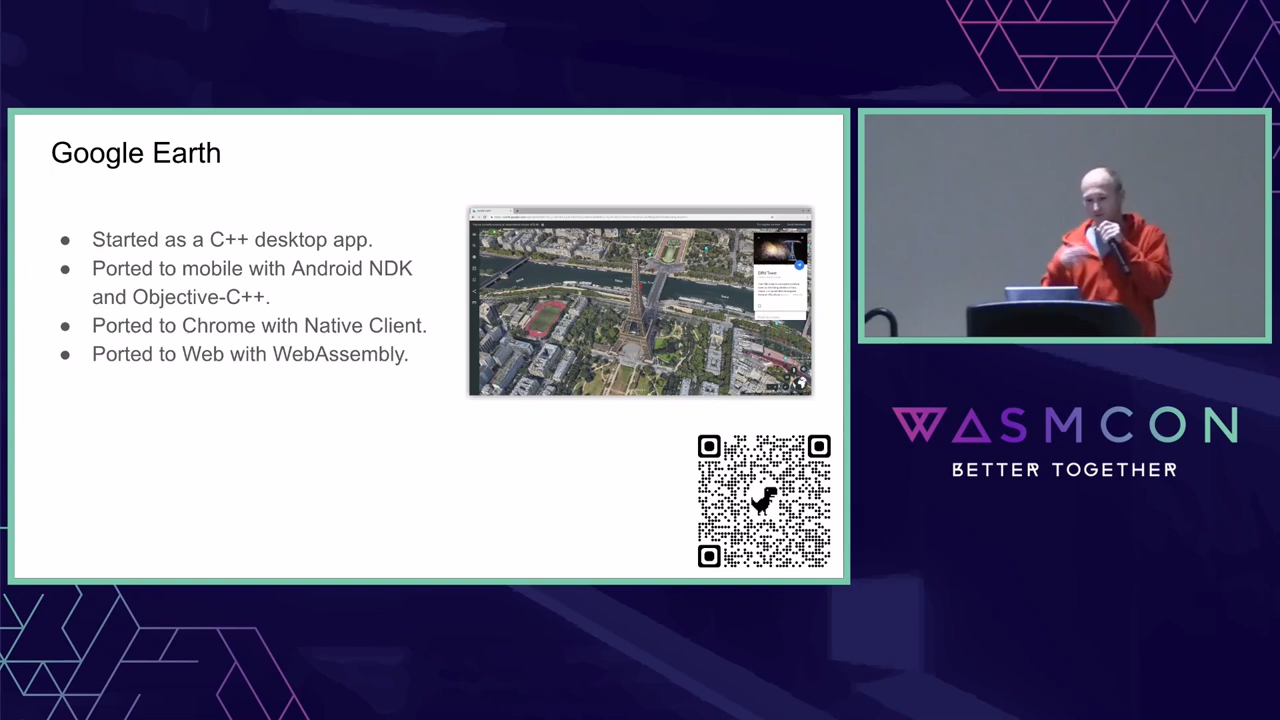 Google Earth
● Started as a C++ desktop app.
● Ported to mobile with Android NDK
and Objective-C++.
● Ported to Chrome with Native Client.
● Ported to Web with WebAssembly.
WASMCON
BETTER TOGETHER